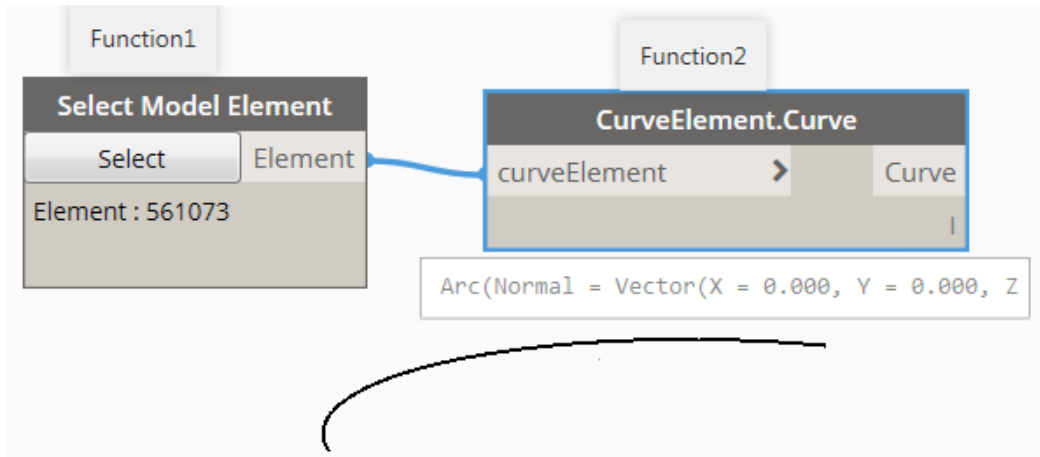 Function1
Function2
Select Model Element
CurveElement.Curve
Select
Element
curveElement
>
Curve
Element : 561073
l
Arc(Normal = Vector(X = 0.000, Y = 0.000, Z